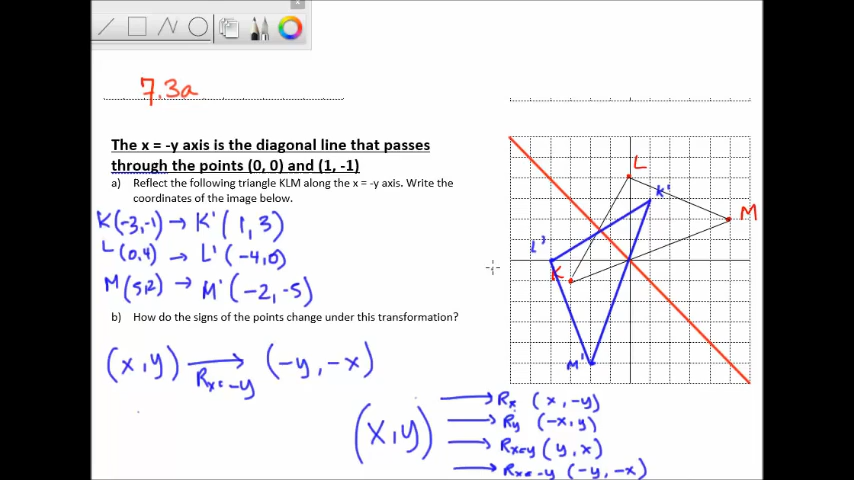 7.3a
The x = -y axis is the diagonal line that passes
through the points (0, 0) and (1, -1)
a) Reflect the following triangle KLM along the x = -y axis. Write the
coordinates of the image below.
K(-3,-1) → K'(1,3)
L(0,4) → L'(-4,0)
M(5,2) → M'(-2,-5)
b) How do the signs of the points change under this transformation?
(x,y) → (-y,-x)
Rx=-y
(x,y)
→ Rx (x,-y)
→ Ry (-x,y)
→ Rx=y (y,x)
→ Rx=-y (-y,-x)
L
K'
M
L'
K
M'